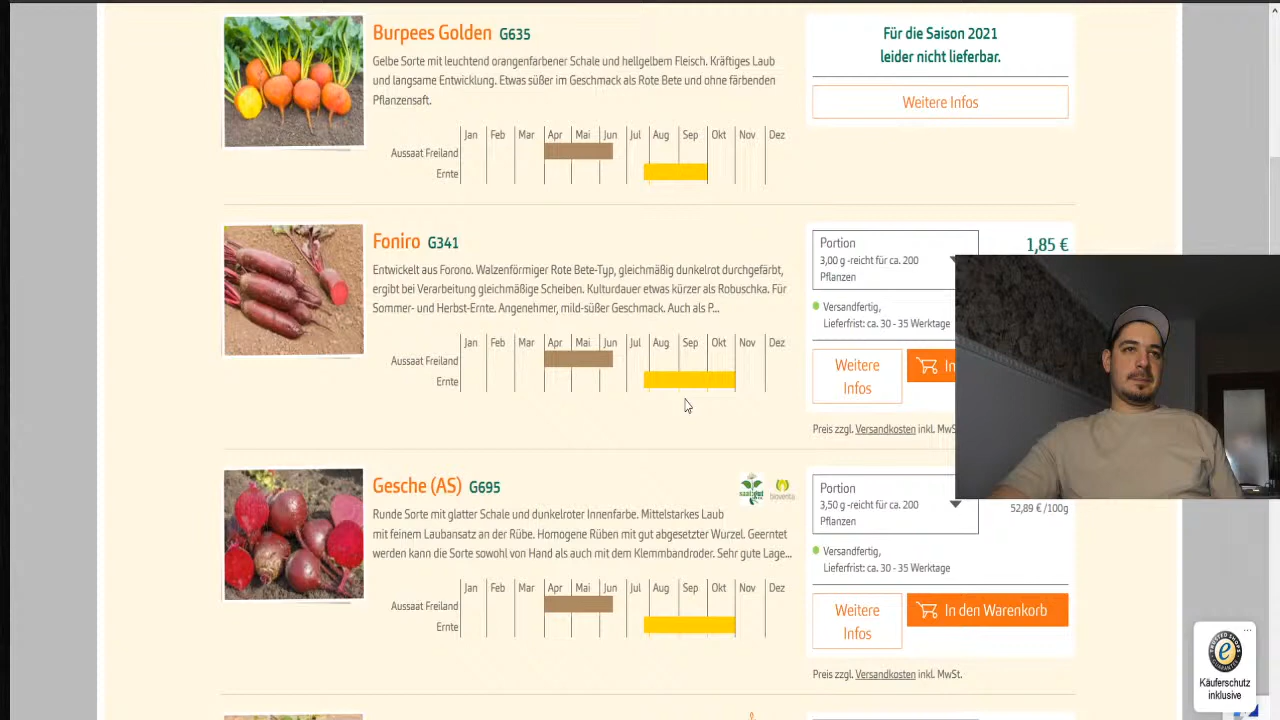 Burpees Golden G635
Gelbe Sorte mit leuchtend orangenfarbener Schale und hellgelbem Fleisch. Kräftiges Laub
und langsame Entwicklung. Etwas süßer im Geschmack als Rote Bete und ohne färbenden
Pflanzensaft.
Jan Feb Mar Apr Mai Jun Jul Aug Sep Okt Nov Dez
Aussaat Freiland
Ernte
Für die Saison 2021
leider nicht lieferbar.
Weitere Infos
Foniro G341
Entwickelt aus Forono. Walzenförmiger Rote Bete-Typ, gleichmäßig dunkelrot durchgefärbt,
ergibt bei Verarbeitung gleichmäßige Scheiben. Kulturdauer etwas kürzer als Robuschka. Für
Sommer- und Herbst-Ernte. Angenehmer, mild-süßer Geschmack. Auch als P...
Jan Feb Mar Apr Mai Jun Jul Aug Sep Okt Nov Dez
Aussaat Freiland
Ernte
Portion
3,00 g -reicht für ca. 200
Pflanzen
1,85 €
Versandfertig,
Lieferfrist: ca. 30 - 35 Werktage
Weitere
Infos
In
Preis zzgl. Versandkosten inkl. MwS
Gesche (AS) G695
Runde Sorte mit glatter Schale und dunkelroter Innenfarbe. Mittelstarkes Laub
mit feinem Laubansatz an der Rübe. Homogene Rüben mit gut abgesetzter Wurzel. Geerntet
werden kann die Sorte sowohl von Hand als auch mit dem Klemmbandroder. Sehr gute Lage...
bioverita
Jan Feb Mar Apr Mai Jun Jul Aug Sep Okt Nov Dez
Aussaat Freiland
Ernte
Portion
3,50 g -reicht für ca. 200
Pflanzen
52,89 € /100g
Versandfertig,
Lieferfrist: ca. 30 - 35 Werktage
Weitere
Infos
In den Warenkorb
Preis zzgl. Versandkosten inkl. MwSt.
Käuferschutz
inklusive